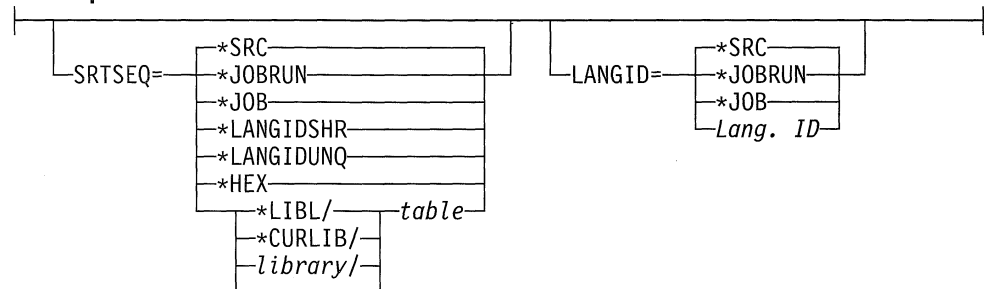 *SRC *SRC
SRTSEQ= *JOBRUN LANGID= *JOBRUN
*JOB *JOB
*LANGIDSHR Lang. ID
*LANGIDUNQ
*HEX
*LIBL/ table
*CURLIB/
library/